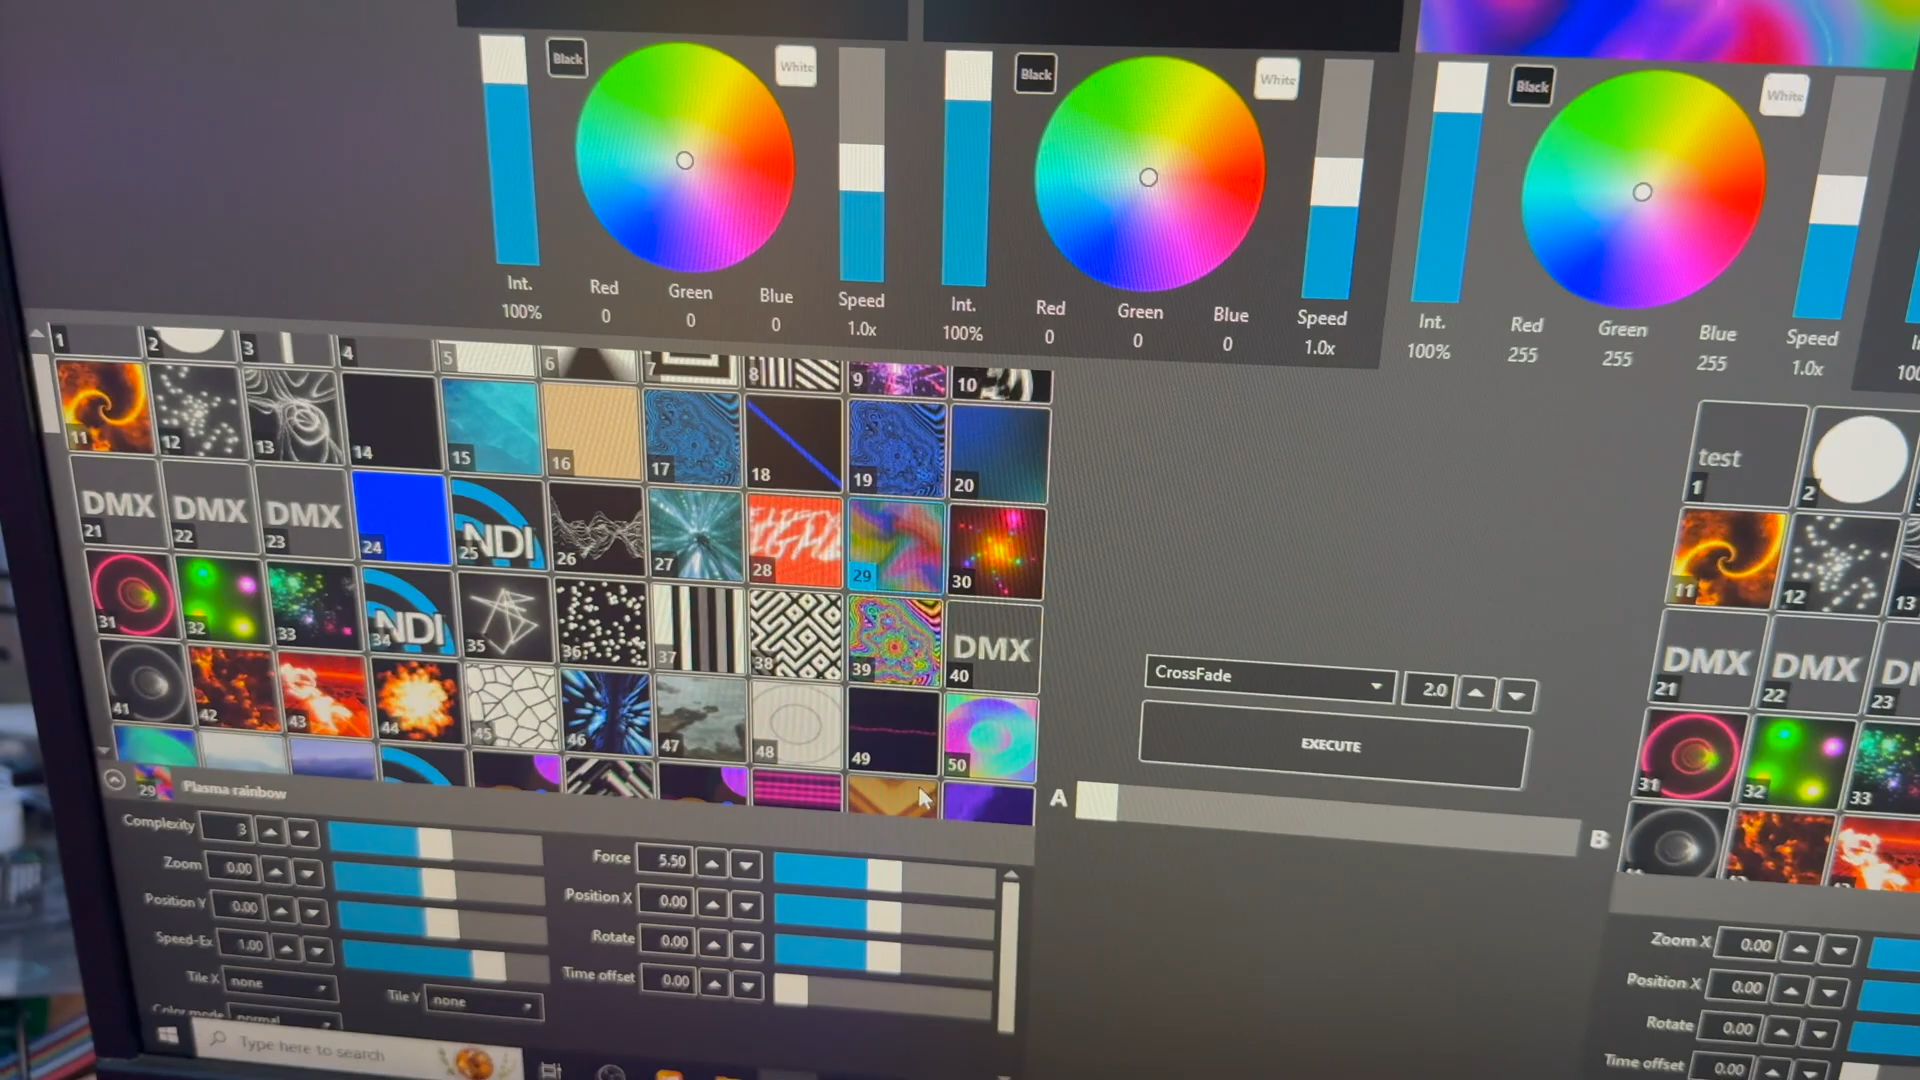 Black
White
Int.
100%
Red
0
Green
0
Blue
0
Speed
1.0x
Black
White
Int.
100%
Red
0
Green
0
Blue
0
Speed
1.0x
Black
White
Int.
100%
Red
255
Green
255
Blue
255
Speed
1.0x
1 2 3 4 5 6 7 8 9 10
11 12 13 14 15 16 17 18 19 20
DMX DMX DMX NDI
21 22 23 24 25 26 27 28 29 30
NDI DMX
31 32 33 34 35 36 37 38 39 40
41 42 43 44 45 46 47 48 49 50
29 Plasma rainbow
Complexity 3
Zoom 0.00
Position Y 0.00
Speed-Ex 1.00
Tile X none
Tile Y none
Color mode normal
Force 5.50
Position X 0.00
Rotate 0.00
Time offset 0.00
CrossFade 2.0
EXECUTE
A
B
test
1 2
11 12 13
DMX DMX
21 22 23
31 32 33
Zoom X 0.00
Position X 0.00
Rotate 0.00
Time offset 0.00
Type here to search